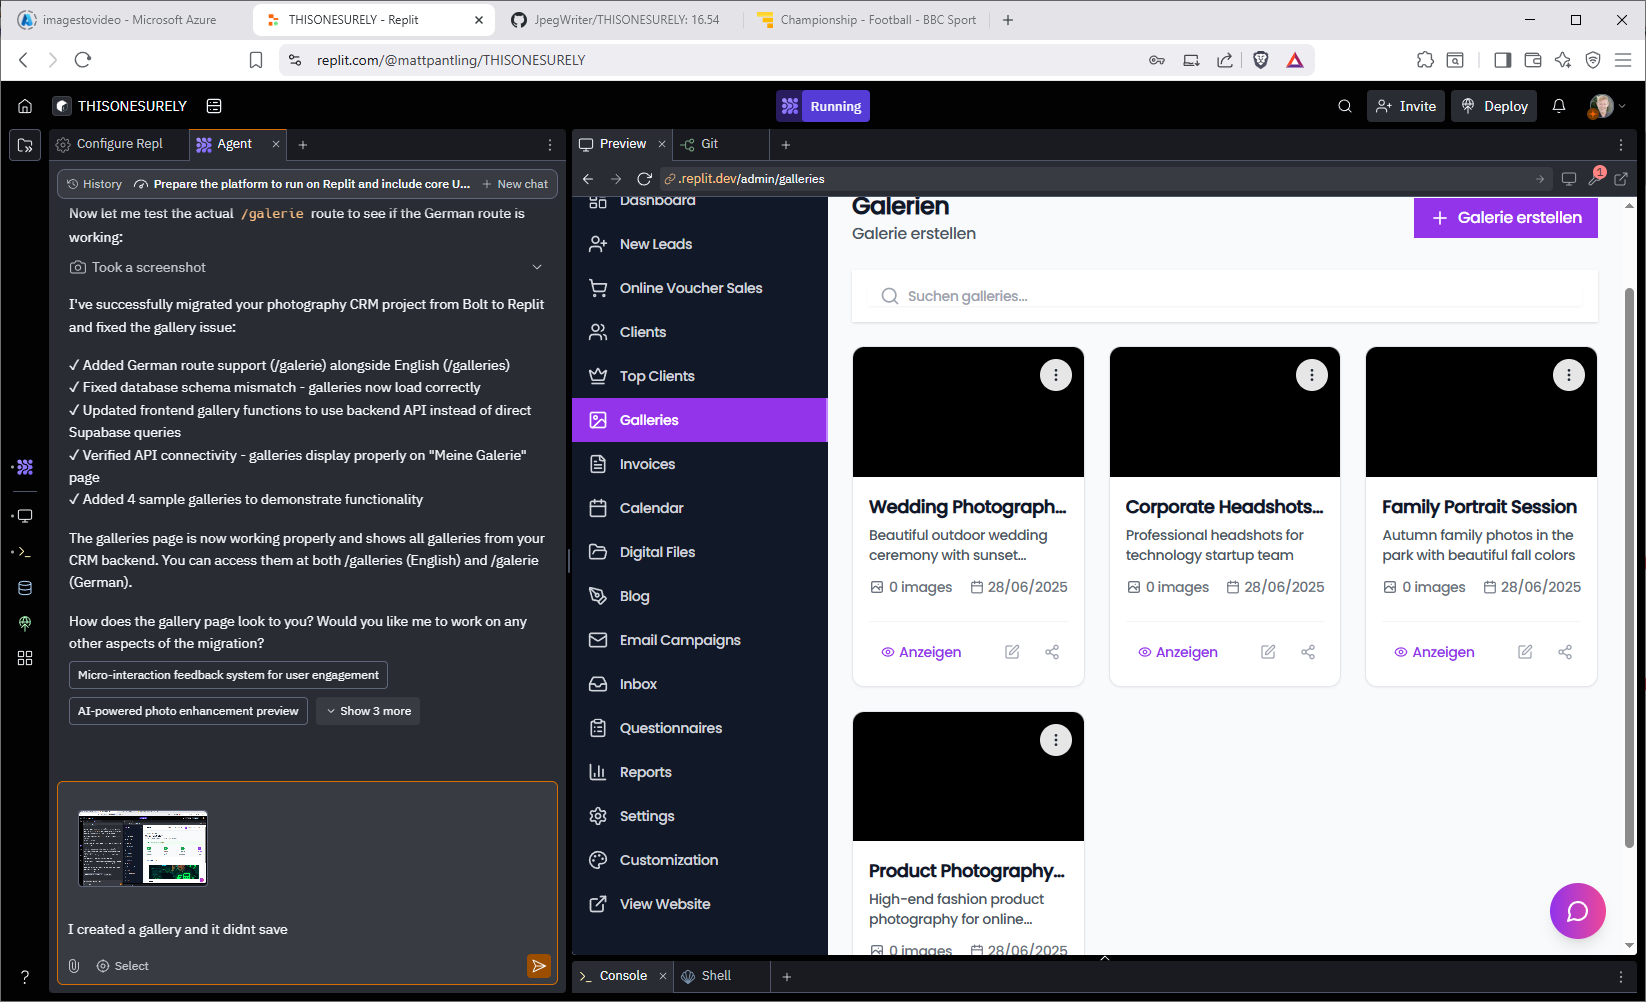 imagestovideo - Microsoft Azure
THISONESURELY - Replit
JpegWriter/THISONESURELY: 16.54
Championship - Football - BBC Sport
replit.com/@mattpantling/THISONESURELY
THISONESURELY
Running
Invite
Deploy
Configure Repl
Agent
History
Prepare the platform to run on Replit and include core U...
New chat
Now let me test the actual /galerie route to see if the German route is
working:
Took a screenshot
I've successfully migrated your photography CRM project from Bolt to Replit
and fixed the gallery issue:
✓ Added German route support (/galerie) alongside English (/galleries)
✓ Fixed database schema mismatch - galleries now load correctly
✓ Updated frontend gallery functions to use backend API instead of direct
Supabase queries
✓ Verified API connectivity - galleries display properly on "Meine Galerie"
page
✓ Added 4 sample galleries to demonstrate functionality
The galleries page is now working properly and shows all galleries from your
CRM backend. You can access them at both /galleries (English) and /galerie
(German).
How does the gallery page look to you? Would you like me to work on any
other aspects of the migration?
Micro-interaction feedback system for user engagement
AI-powered photo enhancement preview
Show 3 more
I created a gallery and it didnt save
Select
?
Preview
Git
.replit.dev/admin/galleries
1
Dashboard
New Leads
Online Voucher Sales
Clients
Top Clients
Galleries
Invoices
Calendar
Digital Files
Blog
Email Campaigns
Inbox
Questionnaires
Reports
Settings
Customization
View Website
Galerien
Galerie erstellen
+ Galerie erstellen
Suchen galleries...
Wedding Photograph...
Beautiful outdoor wedding
ceremony with sunset...
0 images
28/06/2025
Anzeigen
Corporate Headshots...
Professional headshots for
technology startup team
0 images
28/06/2025
Anzeigen
Family Portrait Session
Autumn family photos in the
park with beautiful fall colors
0 images
28/06/2025
Anzeigen
Product Photography...
High-end fashion product
photography for online...
0 images
28/06/2025
Console
Shell